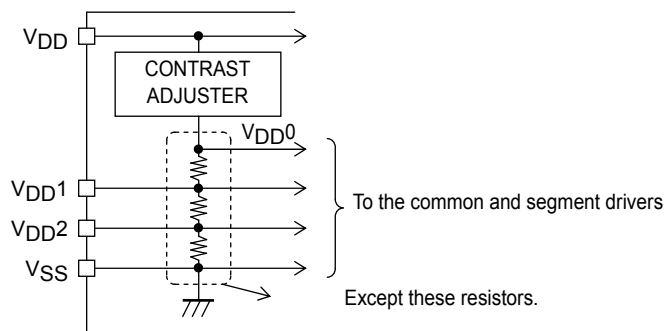 VDD
CONTRAST
ADJUSTER
VDD0
VDD1
To the common and segment drivers
VDD2
VSS
Except these resistors.